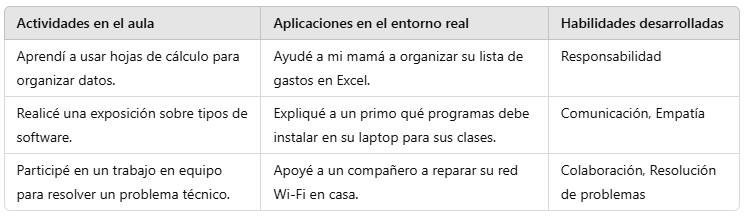 Actividades en el aula
Aplicaciones en el entorno real
Habilidades desarrolladas
Aprendí a usar hojas de cálculo para
organizar datos.
Ayudé a mi mamá a organizar su lista de
gastos en Excel.
Responsabilidad
Realicé una exposición sobre tipos de
software.
Expliqué a un primo qué programas debe
instalar en su laptop para sus clases.
Comunicación, Empatía
Participé en un trabajo en equipo
para resolver un problema técnico.
Apoyé a un compañero a reparar su red
Wi-Fi en casa.
Colaboración, Resolución
de problemas